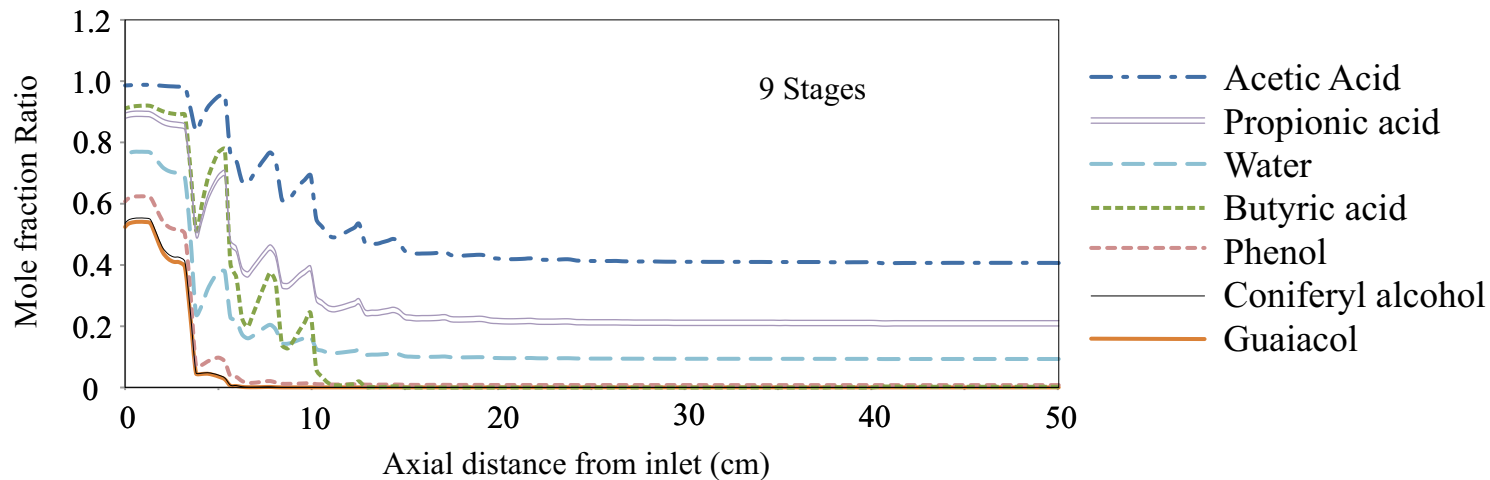 1.2
1.0
0.8
0.6
0.4
0.2
0
Mole fraction Ratio
9 Stages
0 10 20 30 40 50
Axial distance from inlet (cm)
Acetic Acid
Propionic acid
Water
Butyric acid
Phenol
Coniferyl alcohol
Guaiacol